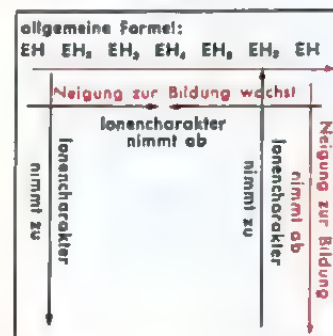 allgemeine Formel:
EH EH₂ EH₃ EH₄ EH₃ EH₂ EH
Neigung zur Bildung wächst
Ionencharakter
nimmt ab
Ionencharakter
nimmt zu
Ionencharakter
nimmt zu
nimmt ab
Neigung zur Bildung